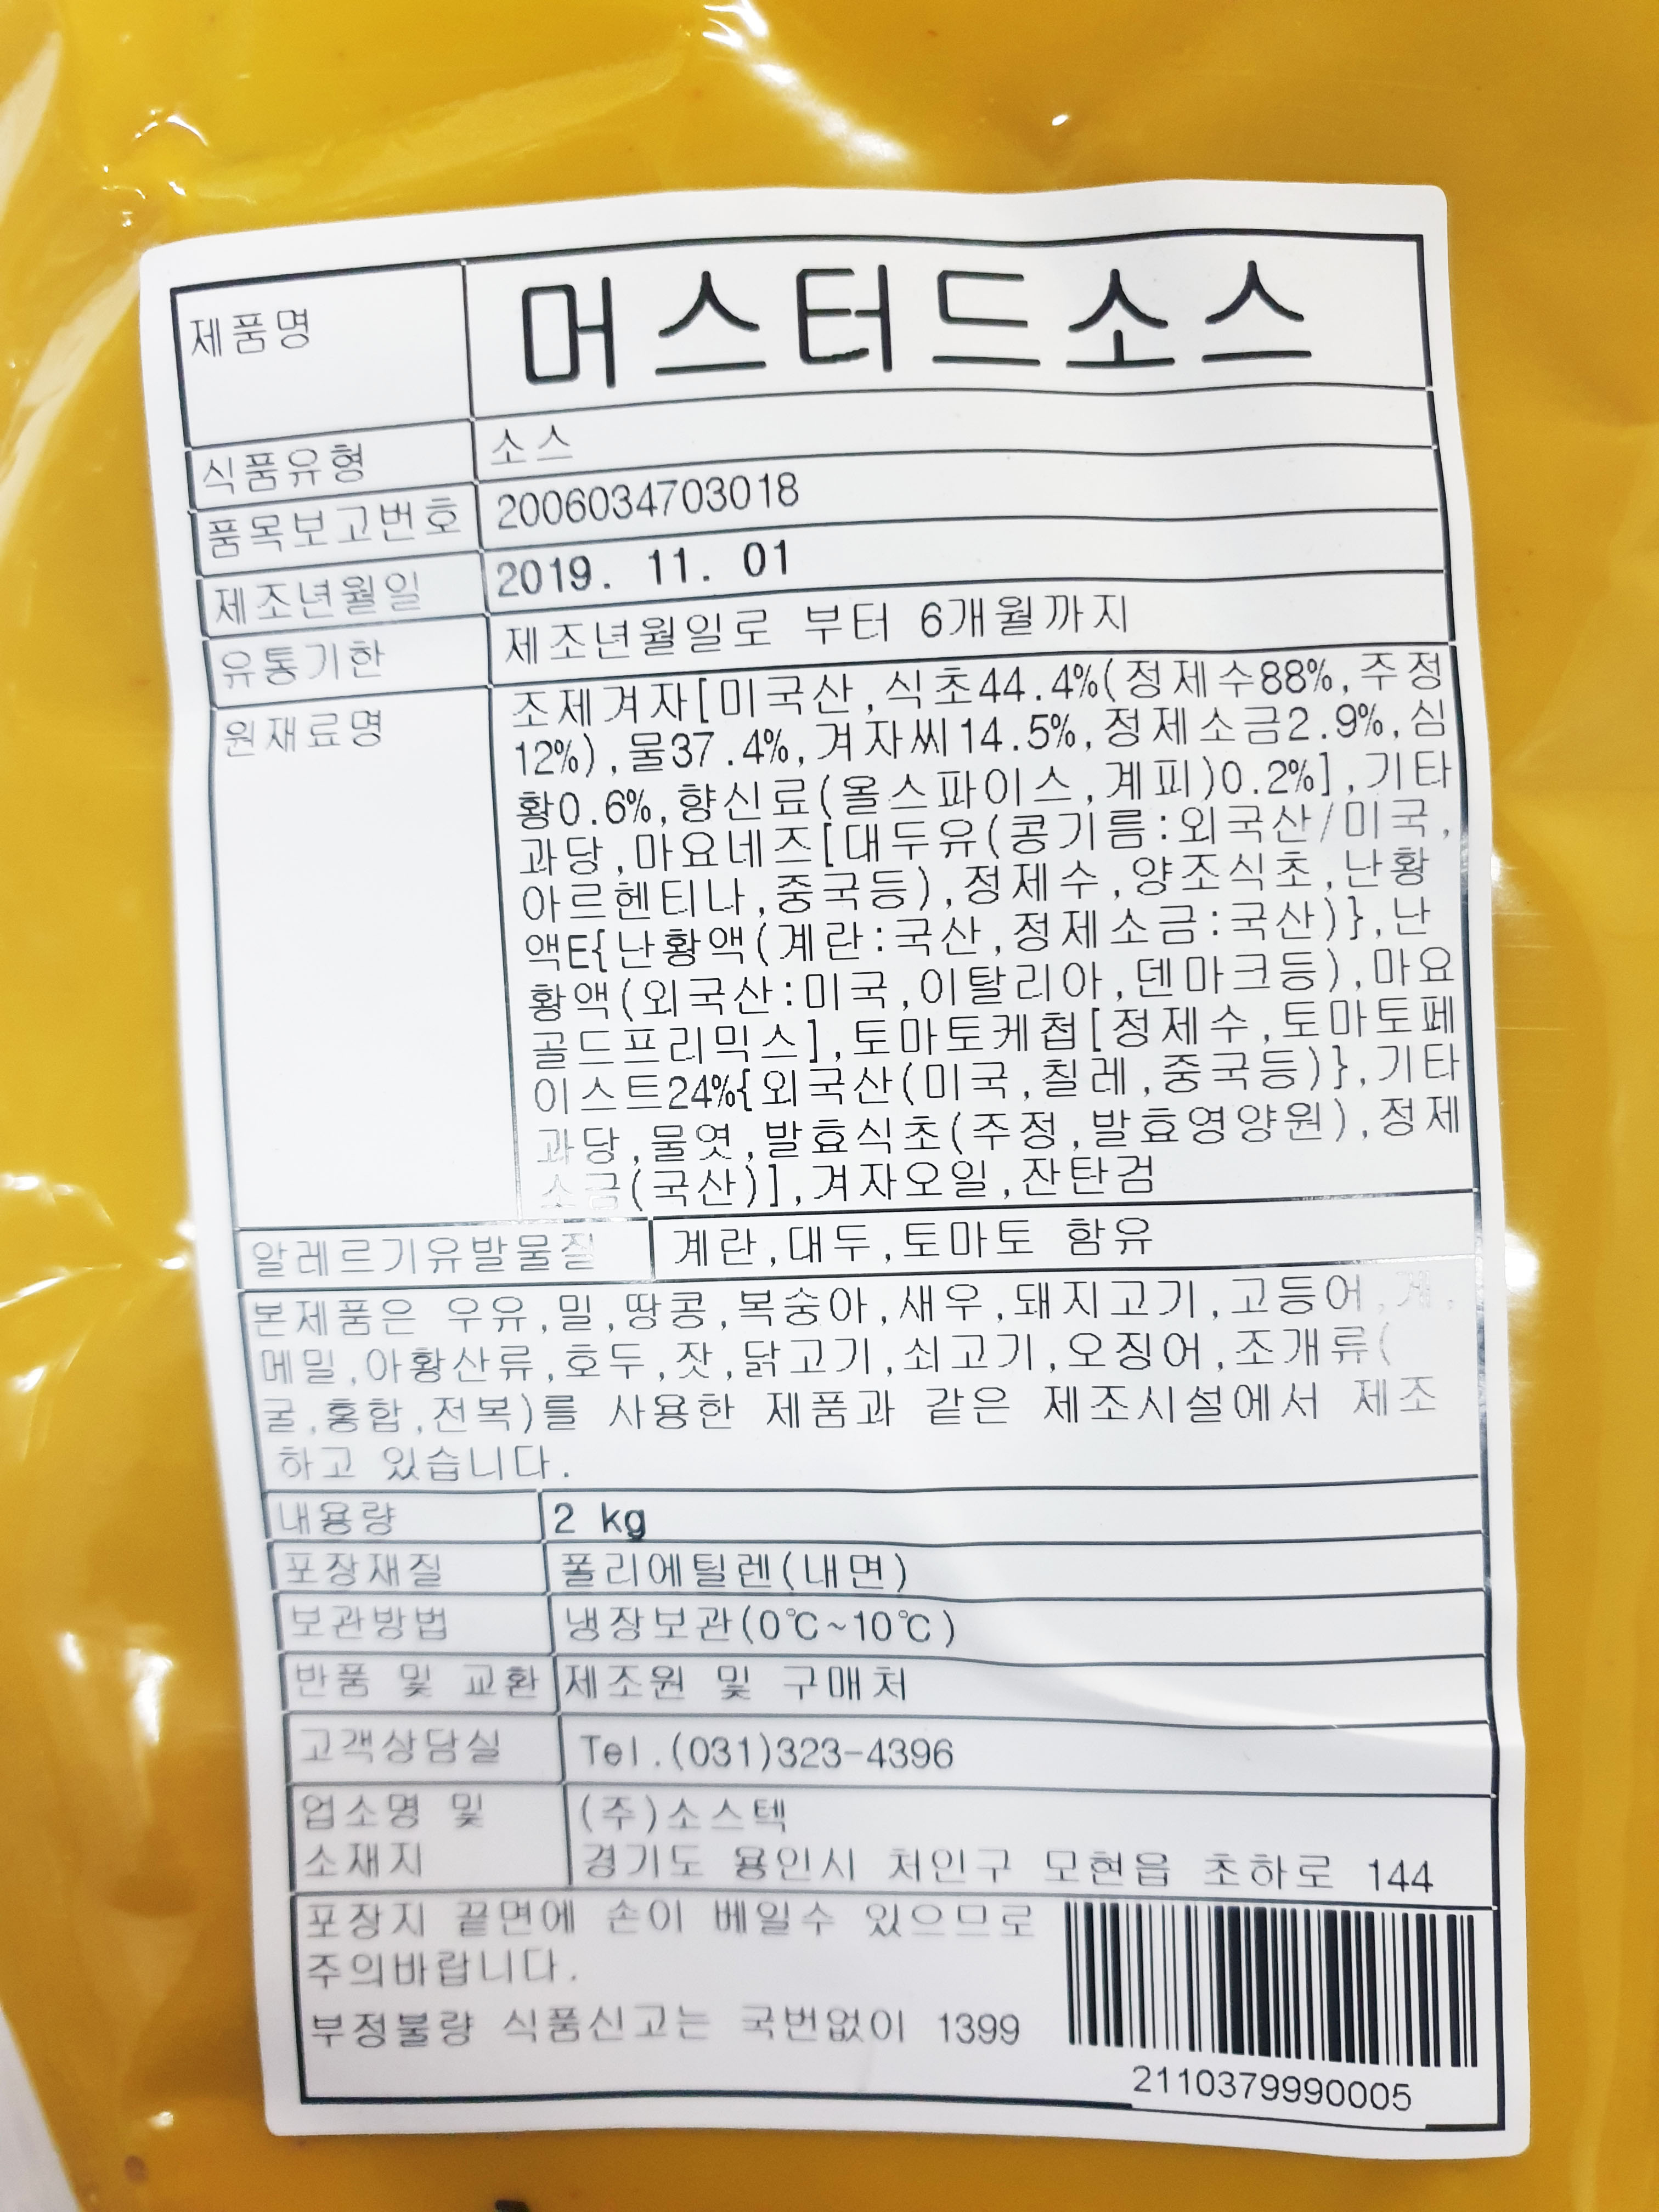 제품명 머스터드소스
식품유형 소스
품목보고번호 2006034703018
제조년월일 2019. 11. 01
유통기한 제조년월일로 부터 6개월까지
원재료명 조제겨자[미국산,식초44.4%(정제수88%,주정
12%),물37.4%,겨자씨14.5%,정제소금2.9%,심
황0.6%,향신료(올스파이스,계피)0.2%],기타
과당,마요네즈[대두유(콩기름:외국산/미국,
아르헨티나,중국등),정제수,양조식초,난황
액E{난황액(계란:국산,정제소금:국산)},난
황액(외국산:미국,이탈리아,덴마크등),마요
골드프리믹스],토마토케첩[정제수,토마토페
이스트24%{외국산(미국,칠레,중국등)},기타
과당,물엿,발효식초(주정,발효영양원),정제
소금(국산)],겨자오일,잔탄검
알레르기유발물질 계란,대두,토마토 함유
본제품은 우유,밀,땅콩,복숭아,새우,돼지고기,고등어,게,
메밀,아황산류,호두,잣,닭고기,쇠고기,오징어,조개류(
굴,홍합,전복)를 사용한 제품과 같은 제조시설에서 제조
하고 있습니다.
내용량 2 kg
포장재질 폴리에틸렌(내면)
보관방법 냉장보관(0℃~10℃)
반품 및 교환 제조원 및 구매처
고객상담실 Tel.(031)323-4396
업소명 및 (주)소스텍
소재지 경기도 용인시 처인구 모현읍 초하로 144
포장지 끝면에 손이 베일수 있으므로
주의바랍니다.
부정불량 식품신고는 국번없이 1399
2110379990005